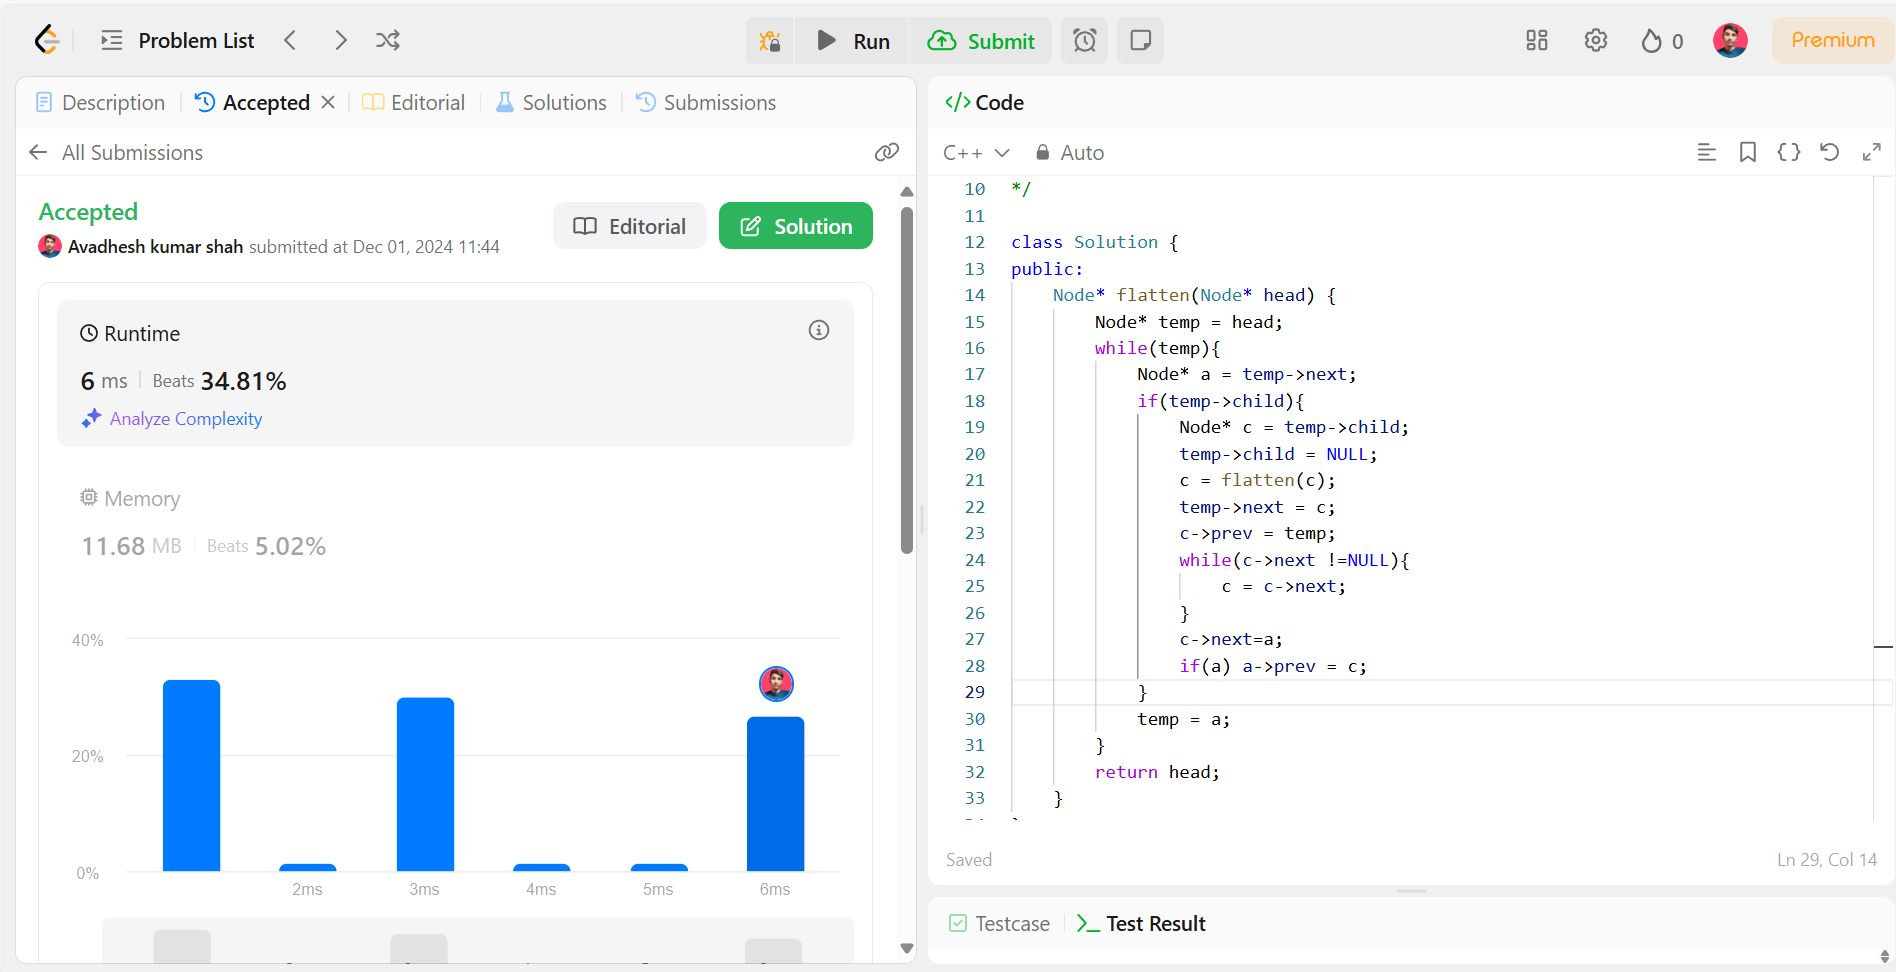 Problem List
Run
Submit
0
Premium
Description
Accepted
Editorial
Solutions
Submissions
All Submissions
Accepted
Avadhesh kumar shah submitted at Dec 01, 2024 11:44
Editorial
Solution
Runtime
6 ms Beats 34.81%
Analyze Complexity
Memory
11.68 MB Beats 5.02%
40%
20%
0%
2ms 3ms 4ms 5ms 6ms
</> Code
C++ Auto
10 */
11
12 class Solution {
13 public:
14     Node* flatten(Node* head) {
15         Node* temp = head;
16         while(temp){
17             Node* a = temp->next;
18             if(temp->child){
19                 Node* c = temp->child;
20                 temp->child = NULL;
21                 c = flatten(c);
22                 temp->next = c;
23                 c->prev = temp;
24                 while(c->next !=NULL){
25                     c = c->next;
26                 }
27                 c->next=a;
28                 if(a) a->prev = c;
29             }
30             temp = a;
31         }
32         return head;
33     }
Saved
Ln 29, Col 14
Testcase
Test Result